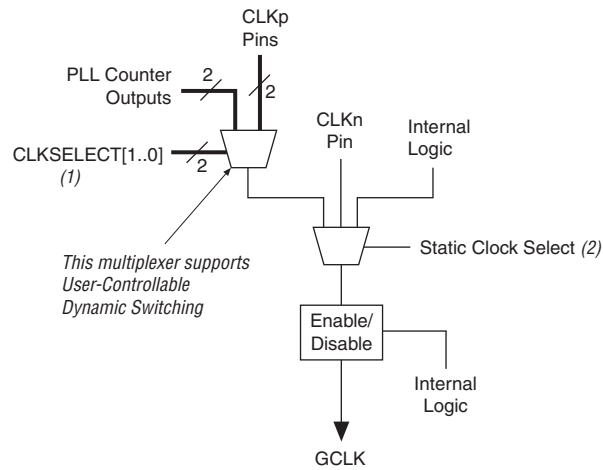 CLKp
Pins
PLL Counter
Outputs
2
2
CLKn
Pin
Internal
Logic
CLKSELECT[1..0]
(1)
2
Static Clock Select (2)
This multiplexer supports
User-Controllable
Dynamic Switching
Enable/
Disable
Internal
Logic
GCLK